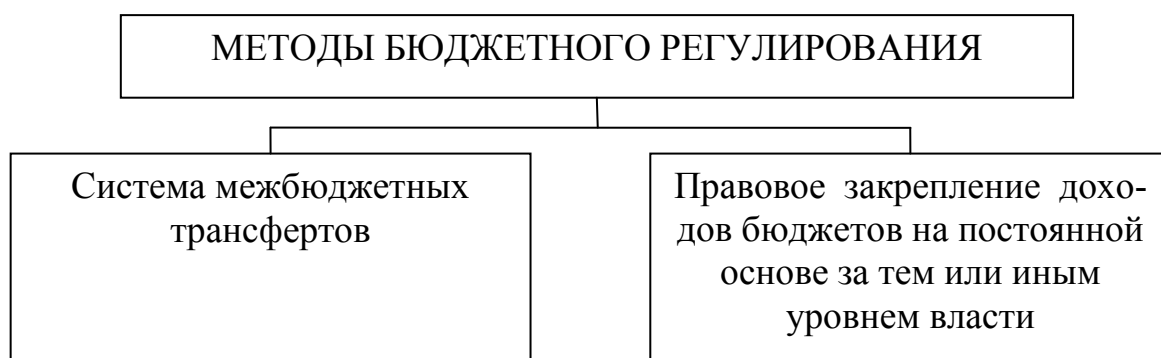 МЕТОДЫ БЮДЖЕТНОГО РЕГУЛИРОВАНИЯ
Система межбюджетных
трансфертов
Правовое закрепление дохо-
дов бюджетов на постоянной
основе за тем или иным
уровнем власти